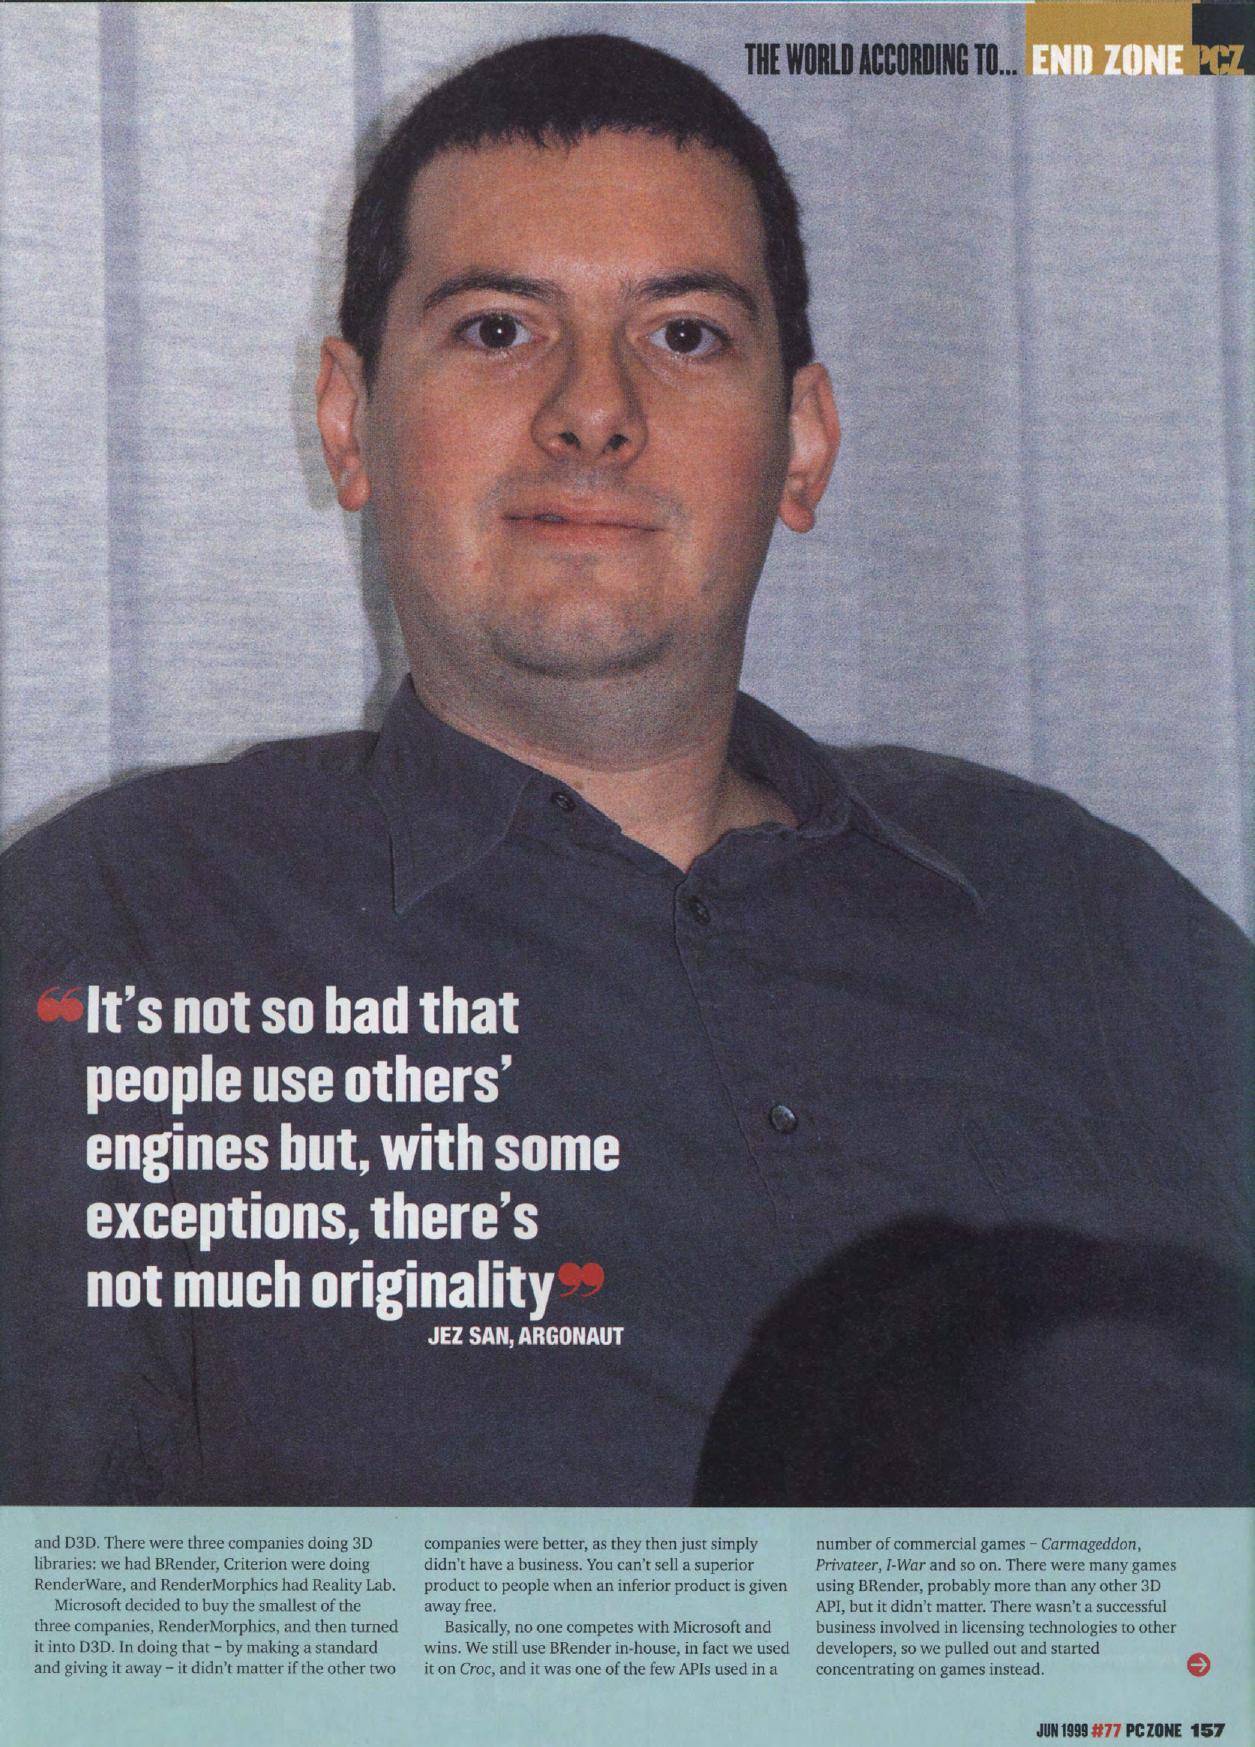 THE WORLD ACCORDING TO... END ZONE PCZ
“It's not so bad that
people use others’
engines but, with some
exceptions, there's
not much originality”
JEZ SAN, ARGONAUT
and D3D. There were three companies doing 3D
libraries: we had BRender, Criterion were doing
RenderWare, and RenderMorphics had Reality Lab.
Microsoft decided to buy the smallest of the
three companies, RenderMorphics, and then turned
it into D3D. In doing that – by making a standard
and giving it away – it didn't matter if the other two
companies were better, as they then just simply
didn't have a business. You can't sell a superior
product to people when an inferior product is given
away free.
Basically, no one competes with Microsoft and
wins. We still use BRender in-house, in fact we used
it on Croc, and it was one of the few APIs used in a
number of commercial games – Carmageddon,
Privateer, I-War and so on. There were many games
using BRender, probably more than any other 3D
API, but it didn't matter. There wasn't a successful
business involved in licensing technologies to other
developers, so we pulled out and started
concentrating on games instead.
JUN 1999 #77 PC ZONE 157